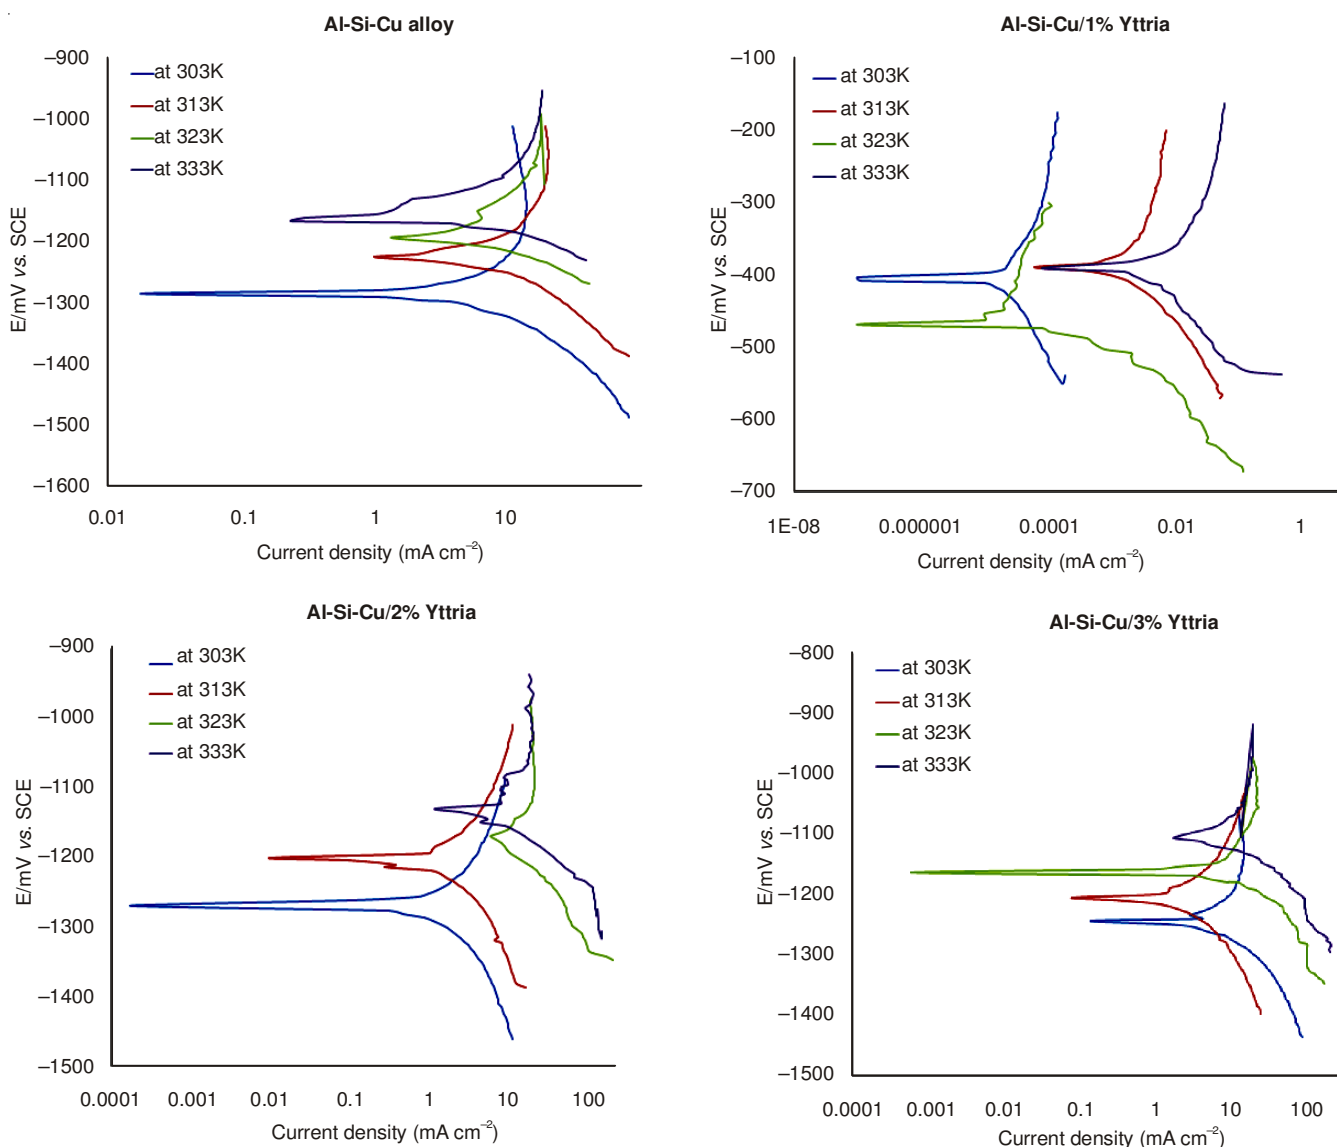 Al-Si-Cu alloy
–900
–1000
–1100
–1200
–1300
–1400
–1500
–1600
E/mV vs. SCE
at 303K
at 313K
at 323K
at 333K
0.01 0.1 1 10
Current density (mA cm–2)
Al-Si-Cu/1% Yttria
–100
–200
–300
–400
–500
–600
–700
E/mV vs. SCE
at 303K
at 313K
at 323K
at 333K
1E-08 0.000001 0.0001 0.01 1
Current density (mA cm–2)
Al-Si-Cu/2% Yttria
–900
–1000
–1100
–1200
–1300
–1400
–1500
E/mV vs. SCE
at 303K
at 313K
at 323K
at 333K
0.0001 0.001 0.01 0.1 1 10 100
Current density (mA cm–2)
Al-Si-Cu/3% Yttria
–800
–900
–1000
–1100
–1200
–1300
–1400
–1500
E/mV vs. SCE
at 303K
at 313K
at 323K
at 333K
0.0001 0.001 0.01 0.1 1 10 100
Current density (mA cm–2)